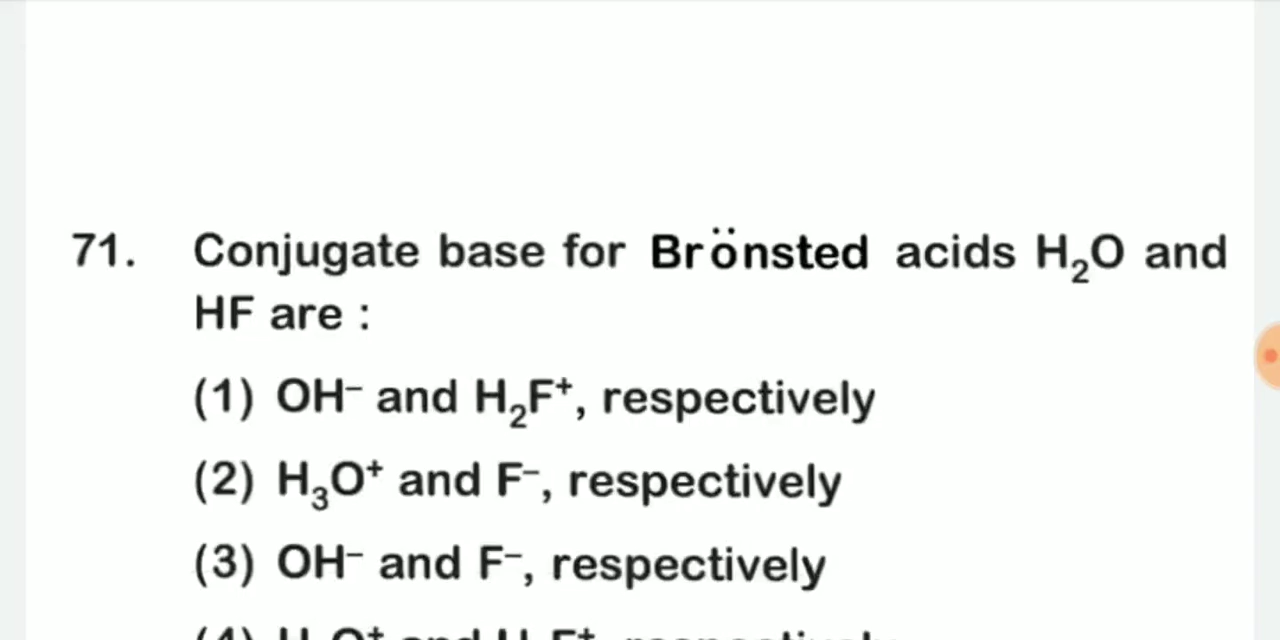 71. Conjugate base for Brönsted acids H₂O and
HF are :
(1) OH⁻ and H₂F⁺, respectively
(2) H₃O⁺ and F⁻, respectively
(3) OH⁻ and F⁻, respectively